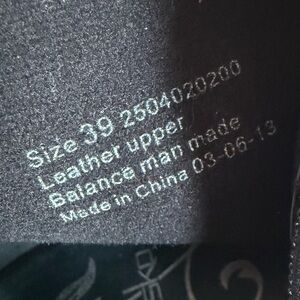 Size 39 2504020200
Leather upper
Balance man made
Made in China 03-06-13